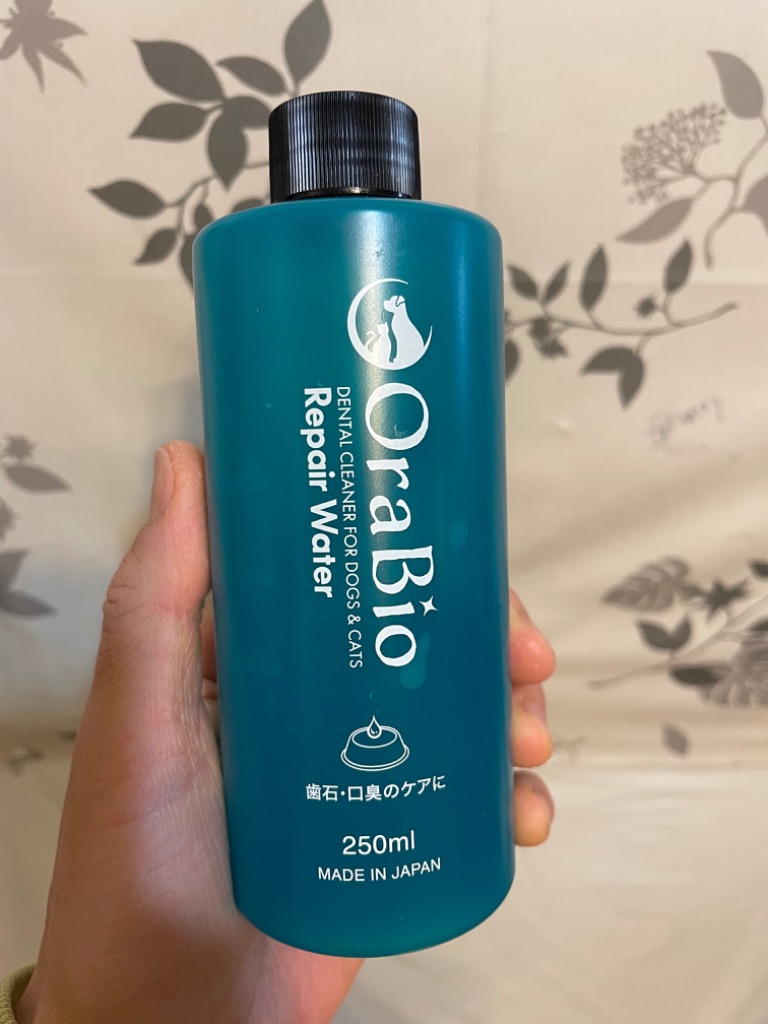 OraBio
DENTAL CLEANER FOR DOGS & CATS
Repair Water
歯石・口臭のケアに
250ml
MADE IN JAPAN